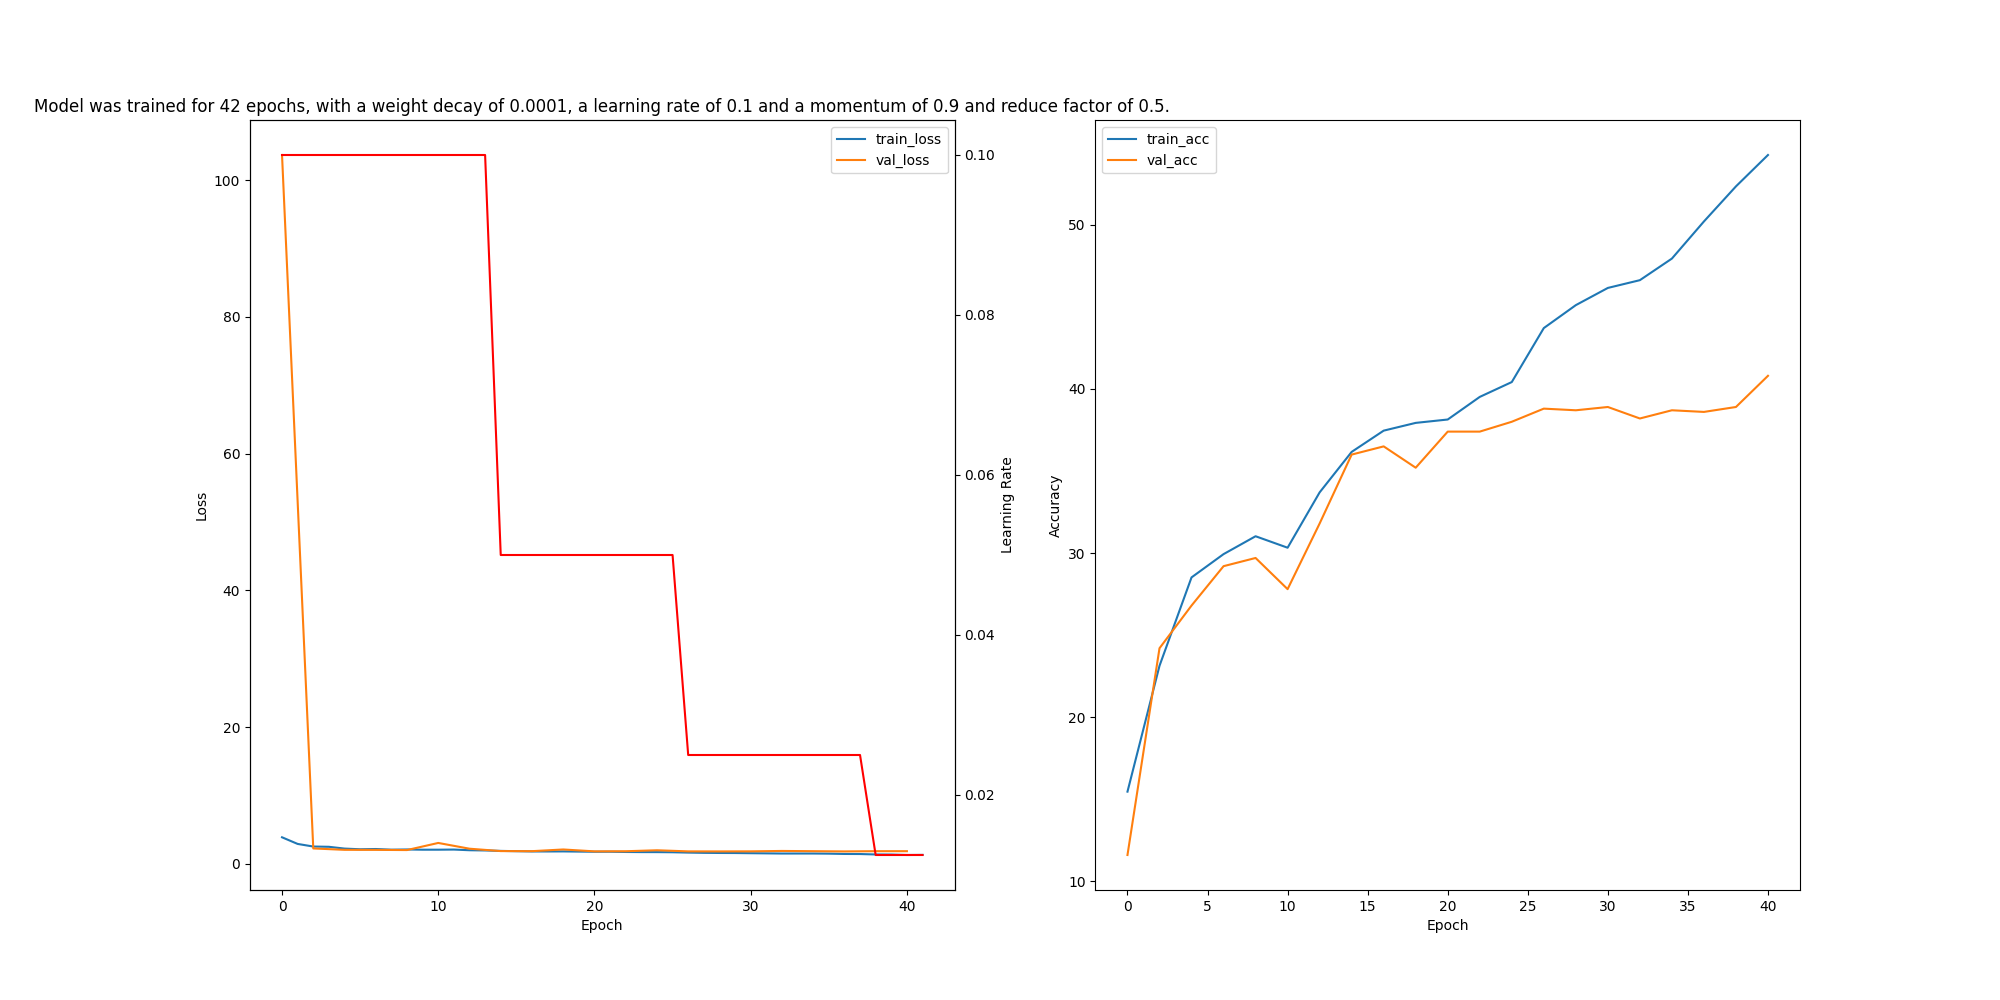 Model was trained for 42 epochs, with a weight decay of 0.0001, a learning rate of 0.1 and a momentum of 0.9 and reduce factor of 0.5.
train_loss
val_loss
100
80
60
40
20
0
Loss
0 10 20 30 40
Epoch
0.10
0.08
0.06
0.04
0.02
Learning Rate
train_acc
val_acc
50
40
30
20
10
Accuracy
0 5 10 15 20 25 30 35 40
Epoch